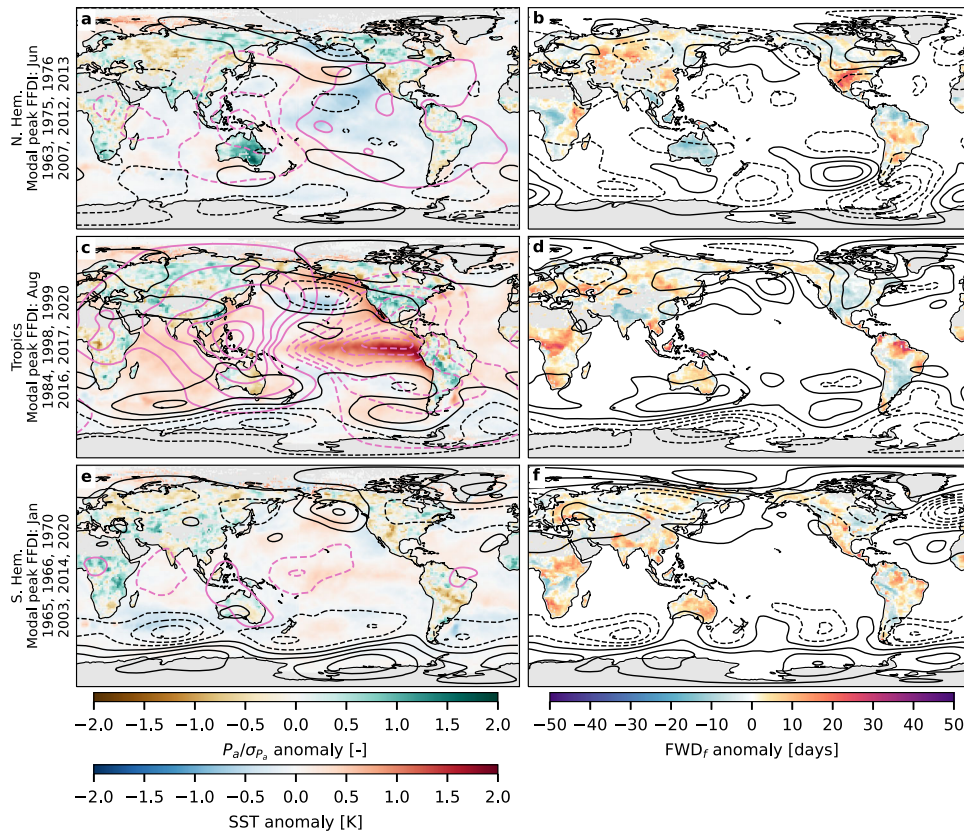 a
b
N. Hem.
Modal peak FFDI: Jun
1963, 1975, 1976
2007, 2012, 2013
c
d
Tropics
Modal peak FFDI: Aug
1984, 1998, 1999
2016, 2017, 2020
e
f
S. Hem.
Modal peak FFDI: Jan
1965, 1966, 1970
2003, 2014, 2020
−2.0 −1.5 −1.0 −0.5 0.0 0.5 1.0 1.5 2.0
P_a/σ_{P_a} anomaly [-]
−50 −40 −30 −20 −10 0 10 20 30 40 50
FWD_f anomaly [days]
−2.0 −1.5 −1.0 −0.5 0.0 0.5 1.0 1.5 2.0
SST anomaly [K]